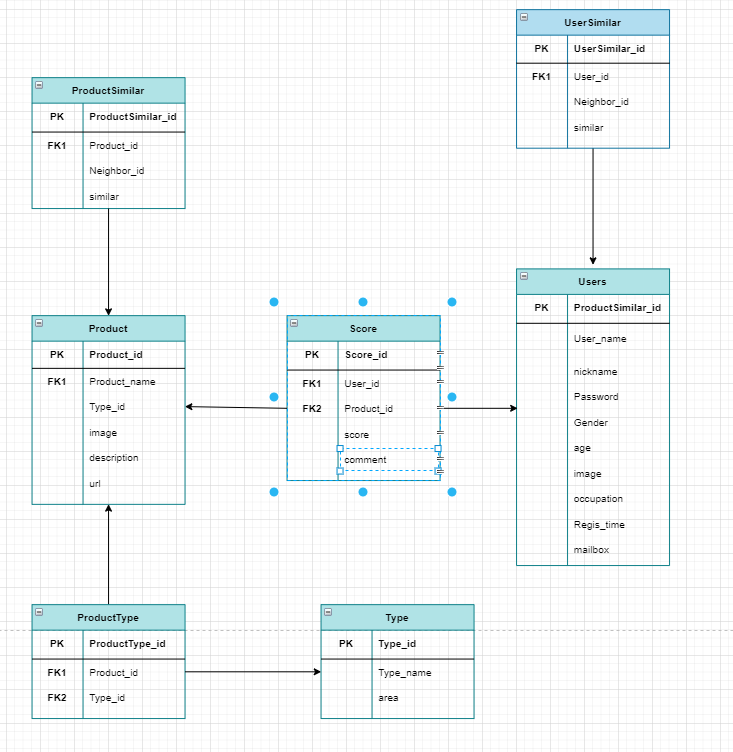 UserSimilar
PK UserSimilar_id
FK1 User_id
Neighbor_id
similar
ProductSimilar
PK ProductSimilar_id
FK1 Product_id
Neighbor_id
similar
Users
PK ProductSimilar_id
User_name
nickname
Password
Gender
age
image
occupation
Regis_time
mailbox
Product
PK Product_id
FK1 Product_name
Type_id
image
description
url
Score
PK Score_id
FK1 User_id
FK2 Product_id
score
comment
ProductType
PK ProductType_id
FK1 Product_id
FK2 Type_id
Type
PK Type_id
Type_name
area